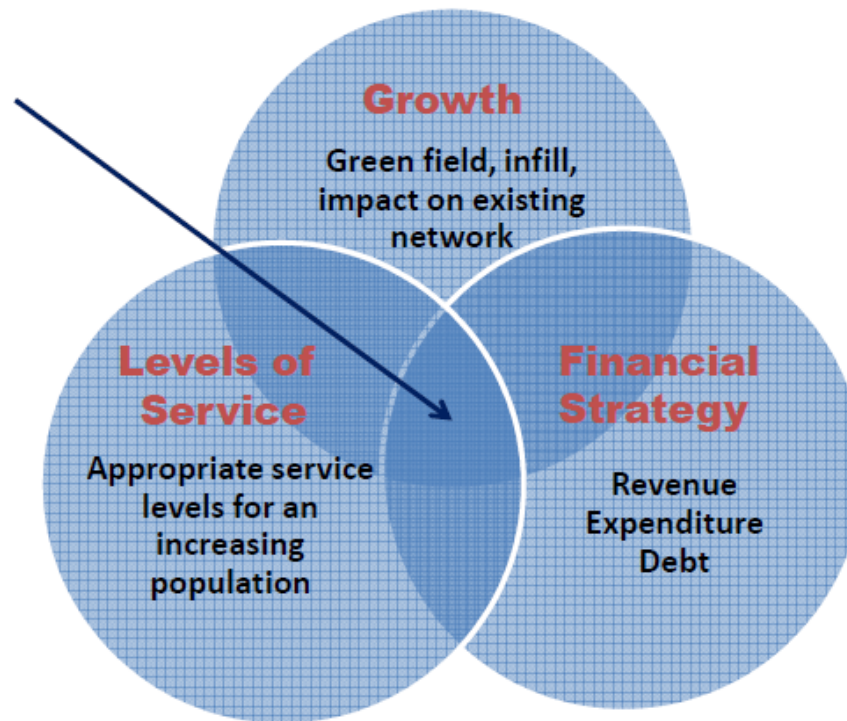 Growth
Green field, infill,
impact on existing
network
Levels of
Service
Appropriate service
levels for an
increasing
population
Financial
Strategy
Revenue
Expenditure
Debt